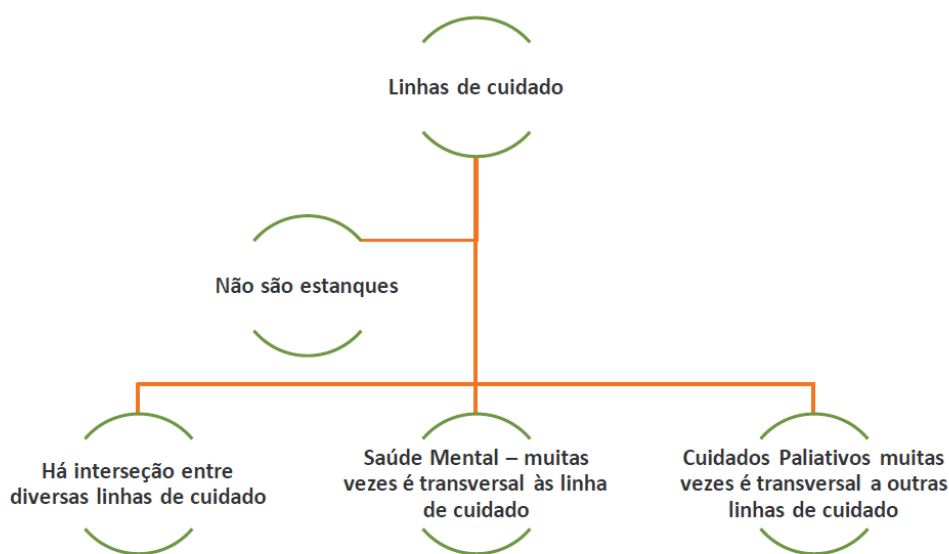 Linhas de cuidado
Não são estanques
Há interseção entre
diversas linhas de cuidado
Saúde Mental – muitas
vezes é transversal às linha
de cuidado
Cuidados Paliativos muitas
vezes é transversal a outras
linhas de cuidado